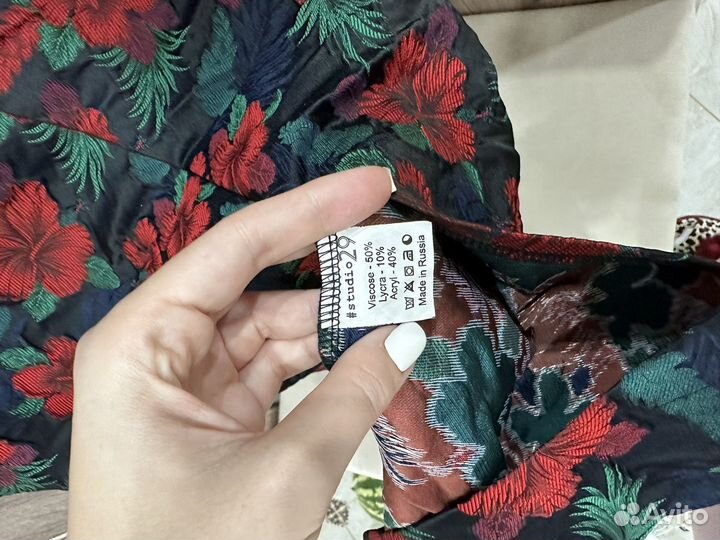 #studio29
Viscose - 50%
Lycra - 10%
Acryl - 40%
Made in Russia
Avito